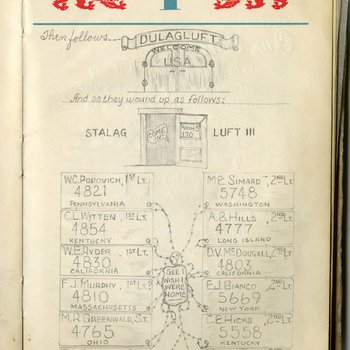 Then follows....
DULAGLUFT
WELCOME
U.S.A.
And so they wound up as follows:
STALAG LUFT III
COME IN!
ROOM 5
170
W.C. POPOVICH, 1ST LT.
4821
PENNSYLVANIA
M.E. SIMARD 2ND LT.
5748
WASHINGTON
C.L. WITTEN 1ST LT.
4854
KENTUCKY
A.B. HILLS 2ND LT.
4777
LONG ISLAND
W.E. RYDER 1ST LT.
4830
CALIFORNIA
D.V. McDOUGALL, 2ND LT.
4803
CALIFORNIA
GEE I
WISH I
WERE
HOME
F.J. MURPHY, 1ST LT.
4810
MASSACHUSETTS
E.J. BIANCO 2ND LT.
5669
NEW YORK
M.R. GREENWALD,
4765
OHIO
C.E. HICKS 2ND LT.
5558
KENTUCKY